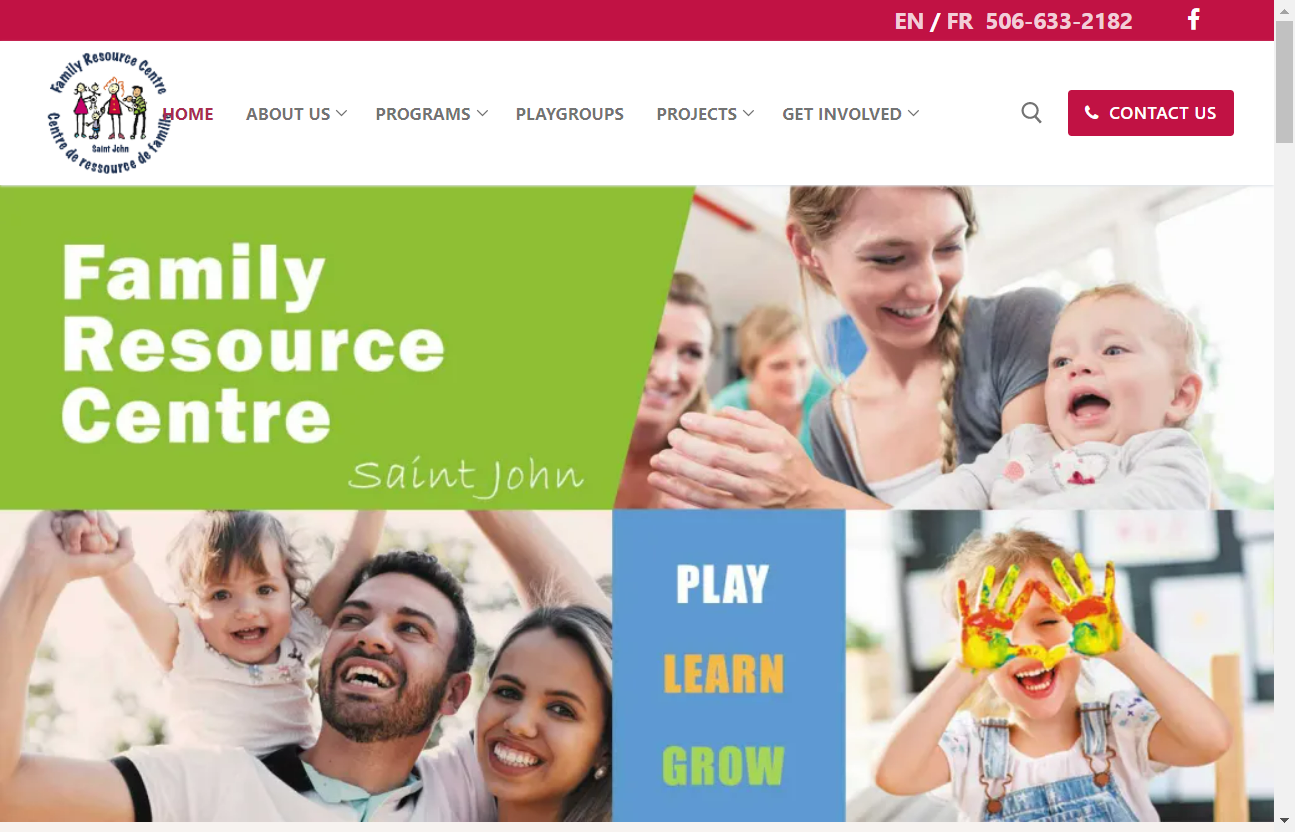 EN / FR 506-633-2182
Family Resource Centre
Saint John
Centre de ressource de famille
HOME
ABOUT US
PROGRAMS
PLAYGROUPS
PROJECTS
GET INVOLVED
CONTACT US
Family
Resource
Centre
Saint John
PLAY
LEARN
GROW